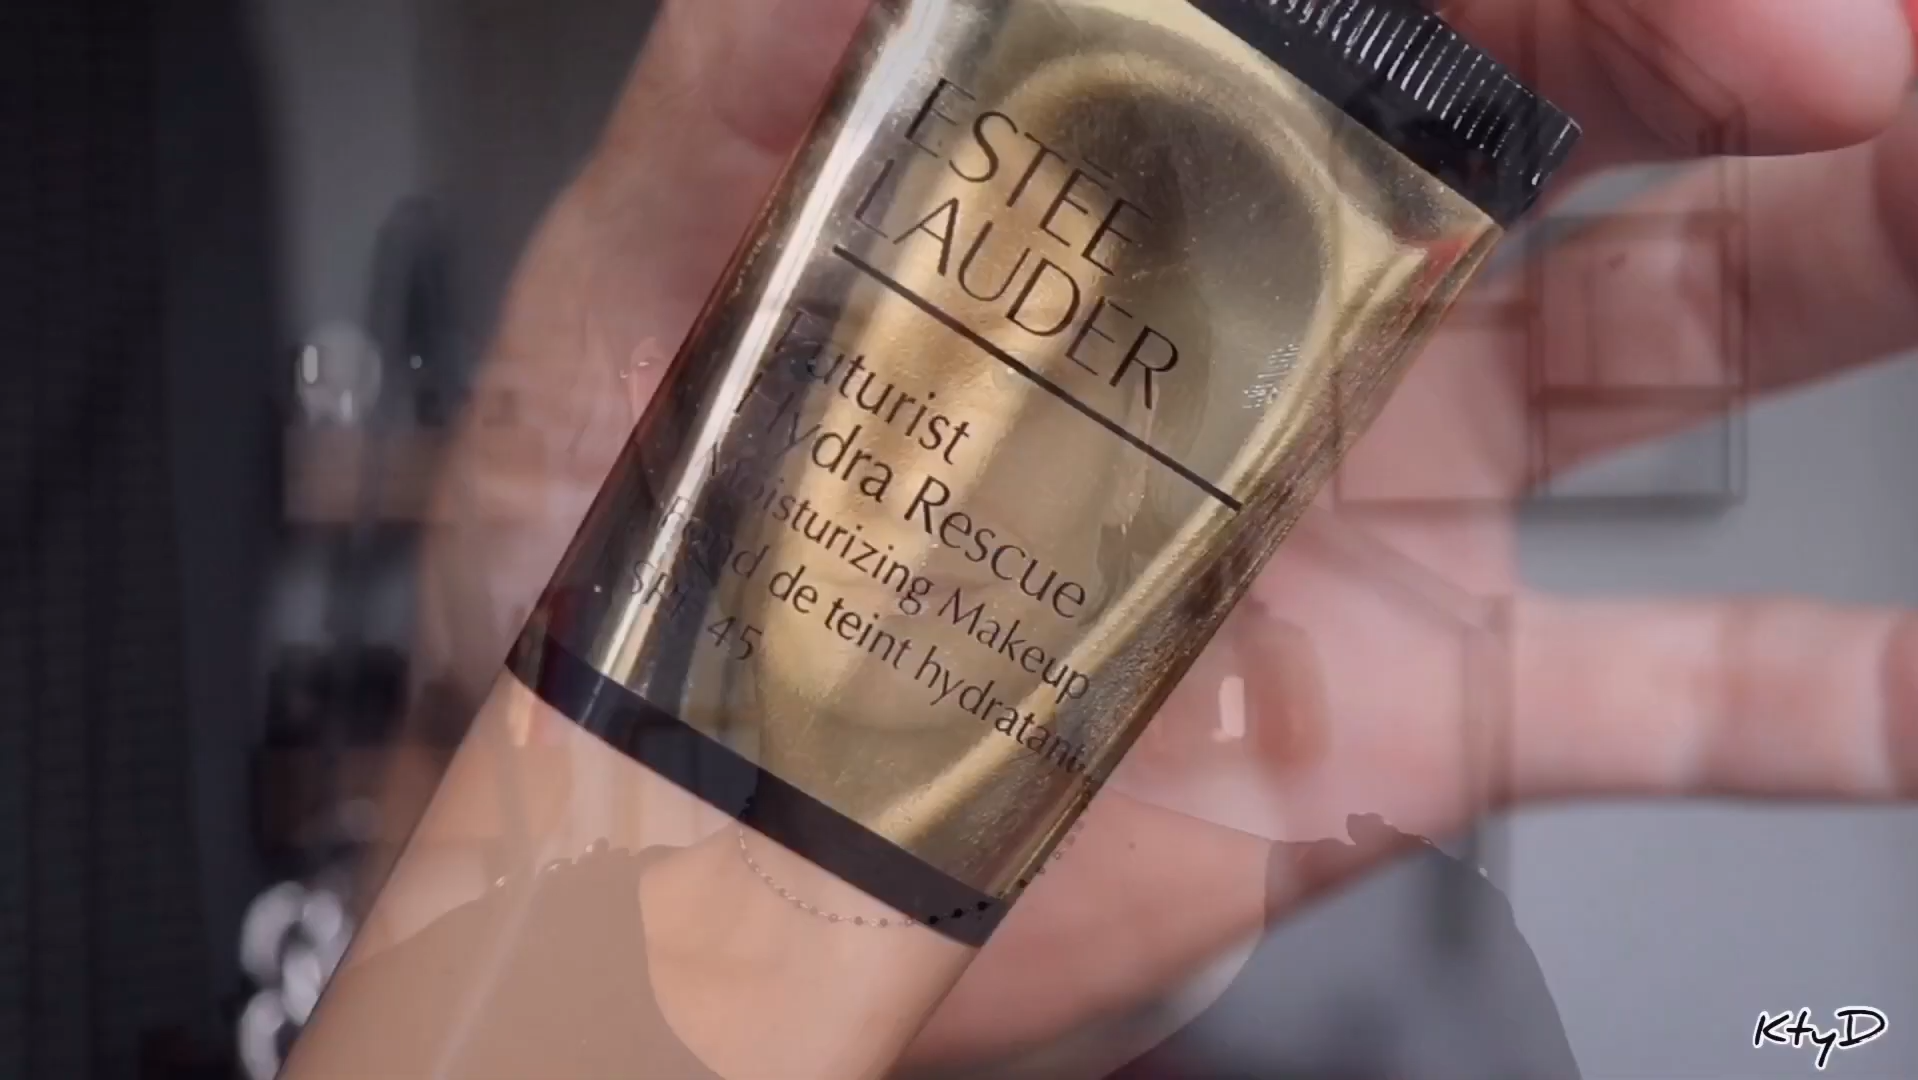 ESTEE
LAUDER
Futurist
Hydra Rescue
Moisturizing Makeup
Fond de teint hydratant
SPF 45
KtyD